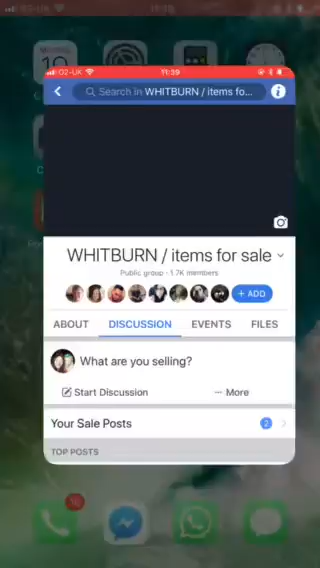 O2-UK 11:39
Search in WHITBURN / items fo...
WHITBURN / items for sale
Public group · 1.7K members
+ ADD
ABOUT DISCUSSION EVENTS FILES
What are you selling?
Start Discussion ··· More
Your Sale Posts 2
TOP POSTS